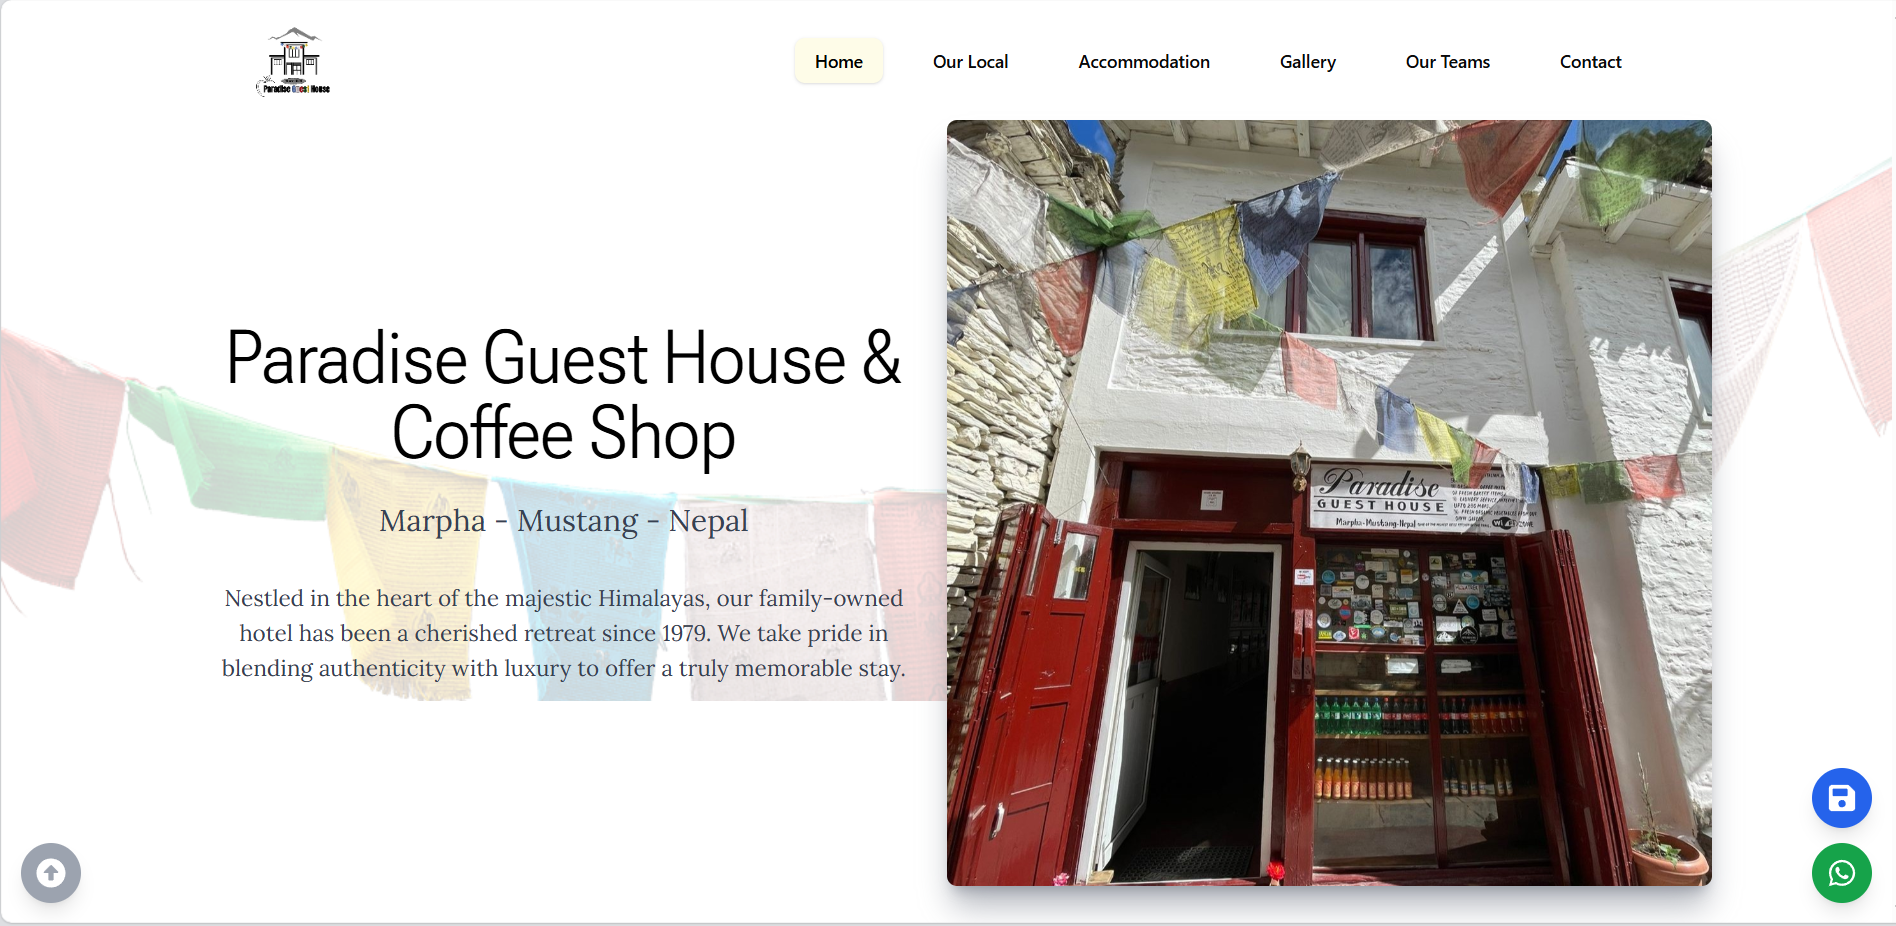 Paradise Guest House
Home
Our Local
Accommodation
Gallery
Our Teams
Contact
Paradise Guest House &
Coffee Shop
Marpha - Mustang - Nepal
Nestled in the heart of the majestic Himalayas, our family-owned
hotel has been a cherished retreat since 1979. We take pride in
blending authenticity with luxury to offer a truly memorable stay.
Paradise
GUEST HOUSE
Marpha-Mustang-Nepal
ZONE